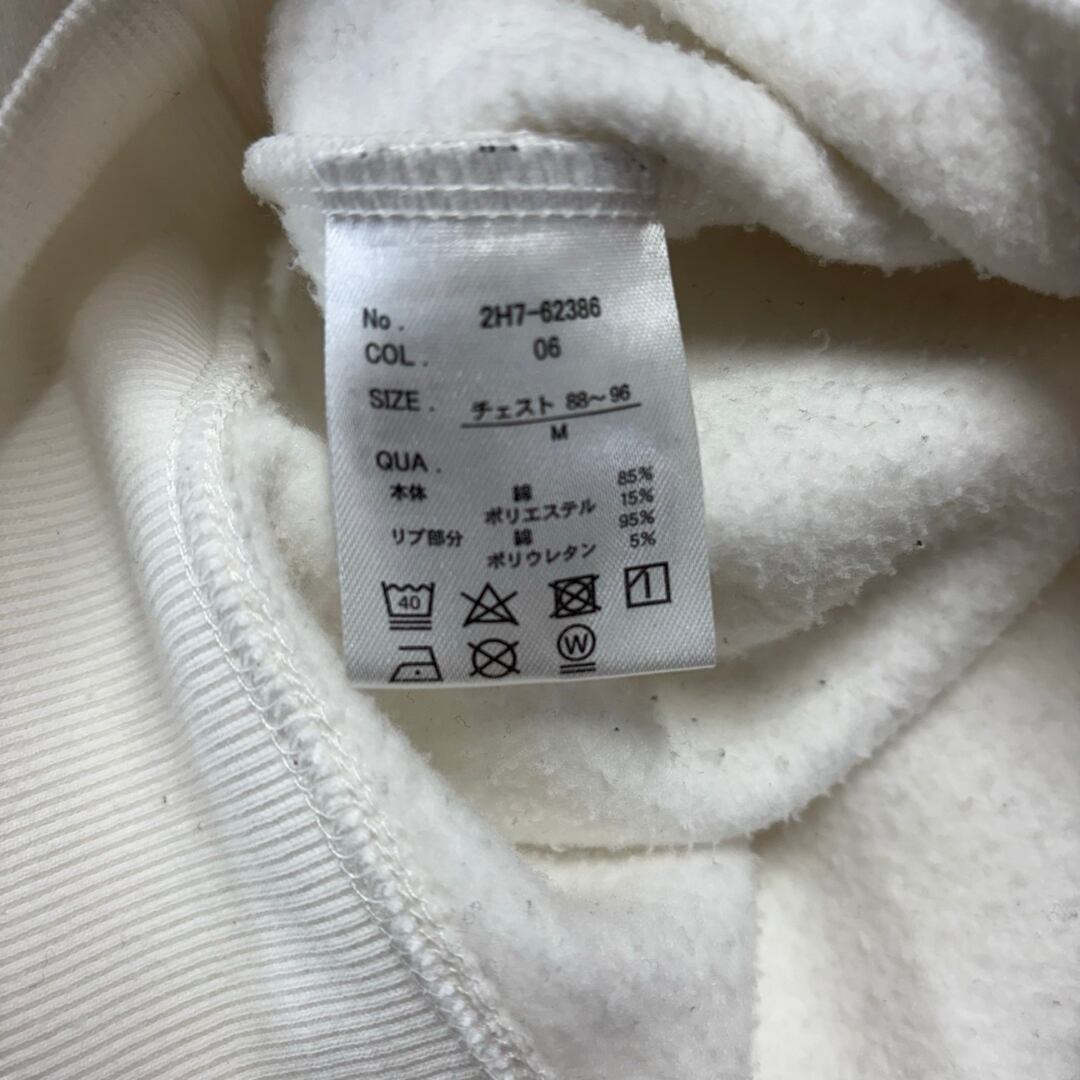 No. 2H7-62386
COL. 06
SIZE. チェスト 88～96
M
QUA.
本体 綿 85%
ポリエステル 15%
リブ部分 綿 95%
ポリウレタン 5%
40
W